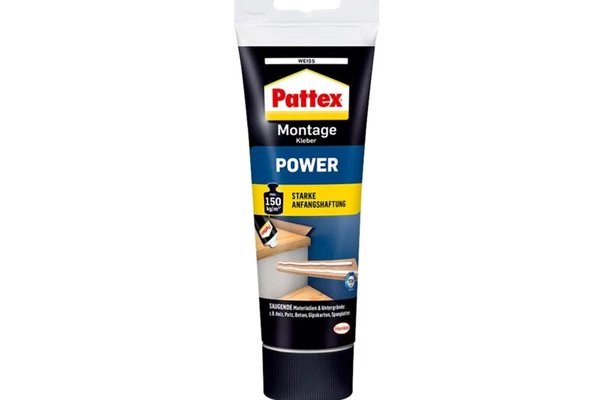 WEISS
Pattex
Montage
Kleber
POWER
150
kg/m²
STARKE
ANFANGSHAFTUNG
SAUGENDE Materialien & Untergründe
z.B. Holz, Putz, Beton, Gipskarton, Spanplatten
Henkel